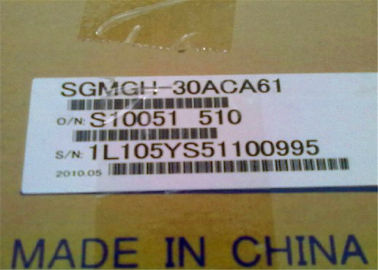 SGMGH-30ACA61
O/N: S10051 510
S/N: 1L105YS51100995
2010.05
MADE IN CHINA